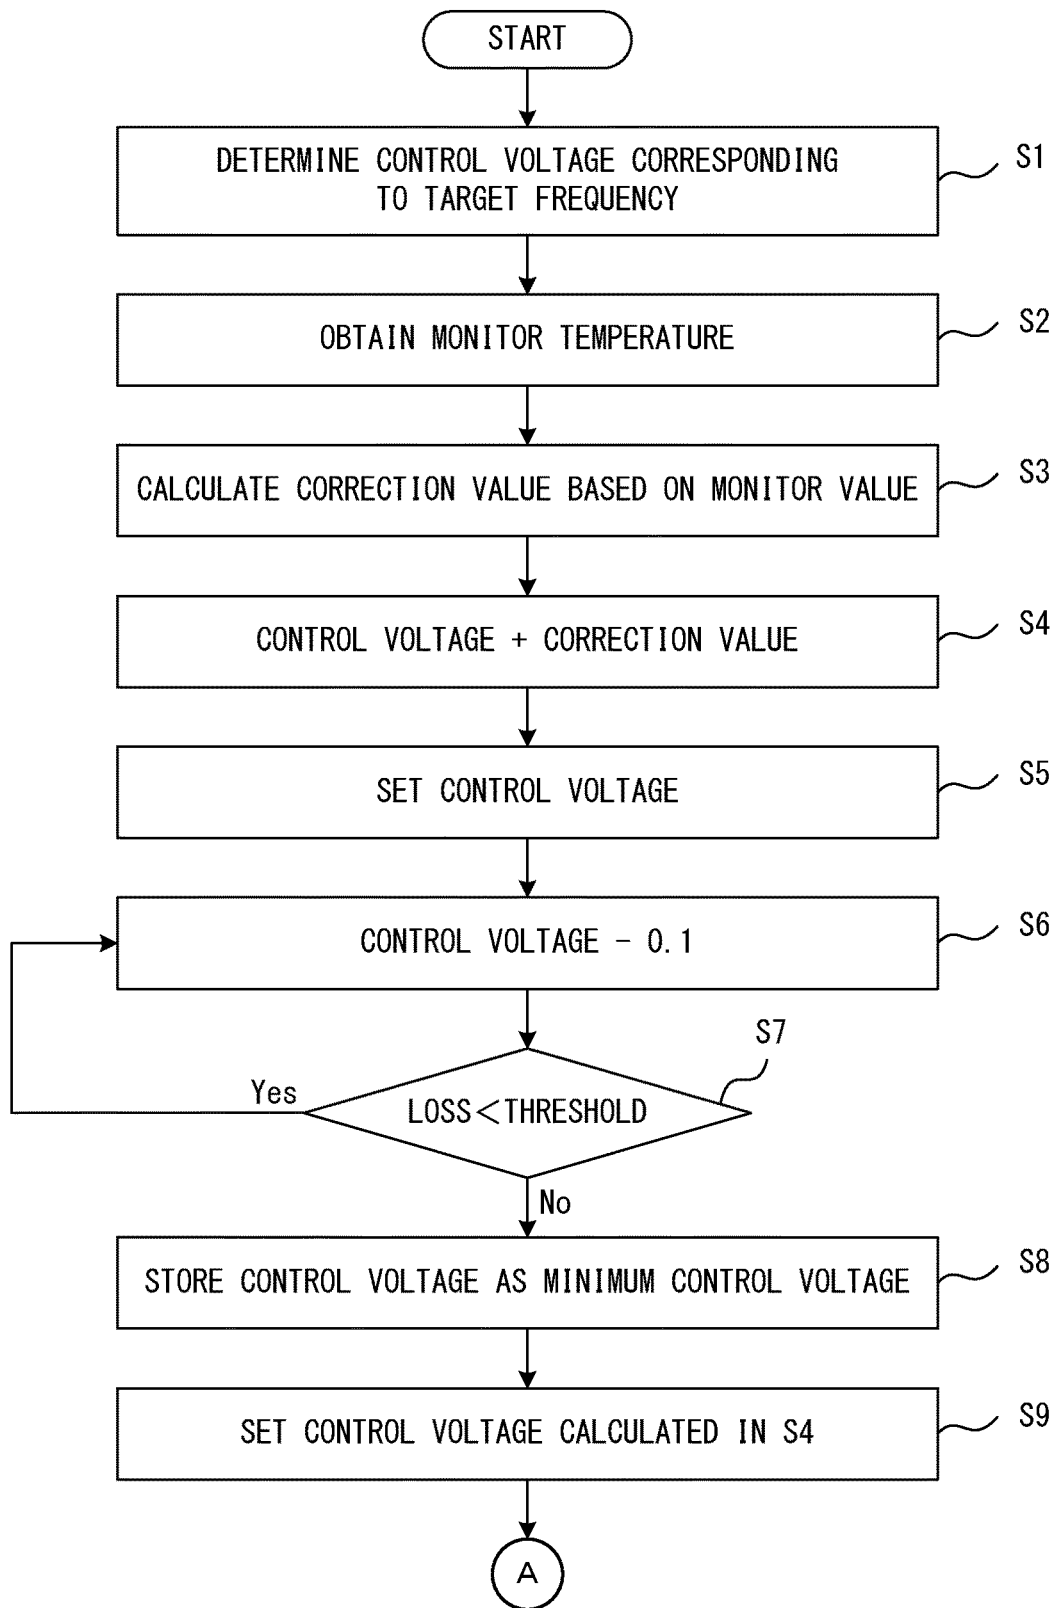 START
DETERMINE CONTROL VOLTAGE CORRESPONDING
TO TARGET FREQUENCY
S1
OBTAIN MONITOR TEMPERATURE
S2
CALCULATE CORRECTION VALUE BASED ON MONITOR VALUE
S3
CONTROL VOLTAGE + CORRECTION VALUE
S4
SET CONTROL VOLTAGE
S5
CONTROL VOLTAGE - 0.1
S6
S7
Yes
LOSS<THRESHOLD
No
STORE CONTROL VOLTAGE AS MINIMUM CONTROL VOLTAGE
S8
SET CONTROL VOLTAGE CALCULATED IN S4
S9
A